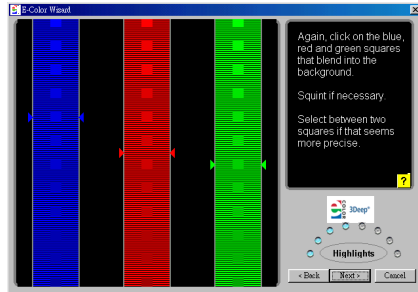 E-Color Wizard
Again, click on the blue,
red and green squares
that blend into the
background.
Squint if necessary.
Select between two
squares if that seems
more precise.
?
3Deep®
Highlights
< Back
Next >
Cancel